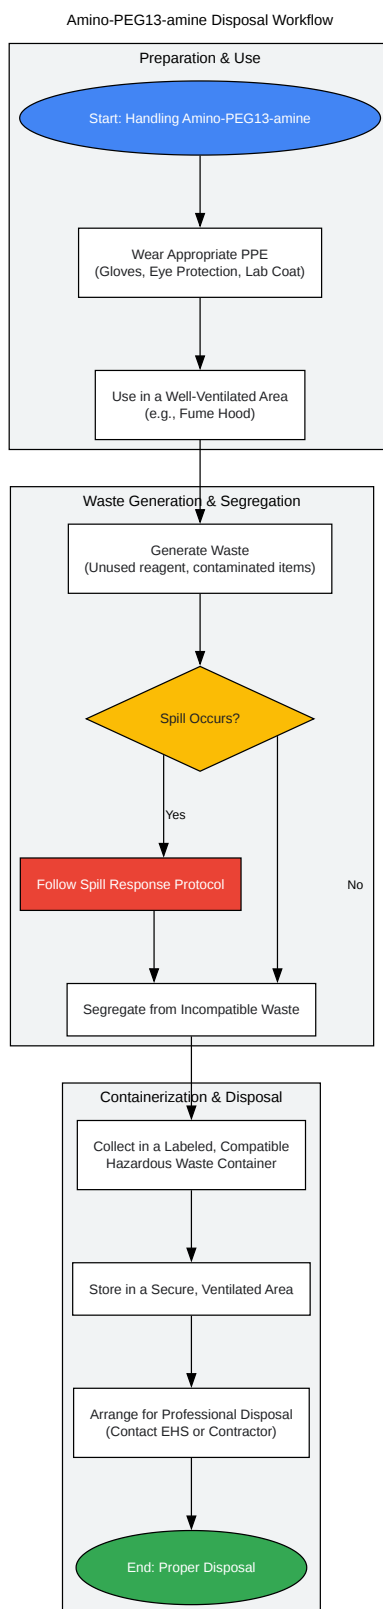 Amino-PEG13-amine Disposal Workflow
Preparation & Use
Start: Handling Amino-PEG13-amine
Wear Appropriate PPE
(Gloves, Eye Protection, Lab Coat)
Use in a Well-Ventilated Area
(e.g., Fume Hood)
Waste Generation & Segregation
Generate Waste
(Unused reagent, contaminated items)
Spill Occurs?
Yes
Follow Spill Response Protocol
No
Segregate from Incompatible Waste
Containerization & Disposal
Collect in a Labeled, Compatible
Hazardous Waste Container
Store in a Secure, Ventilated Area
Arrange for Professional Disposal
(Contact EHS or Contractor)
End: Proper Disposal